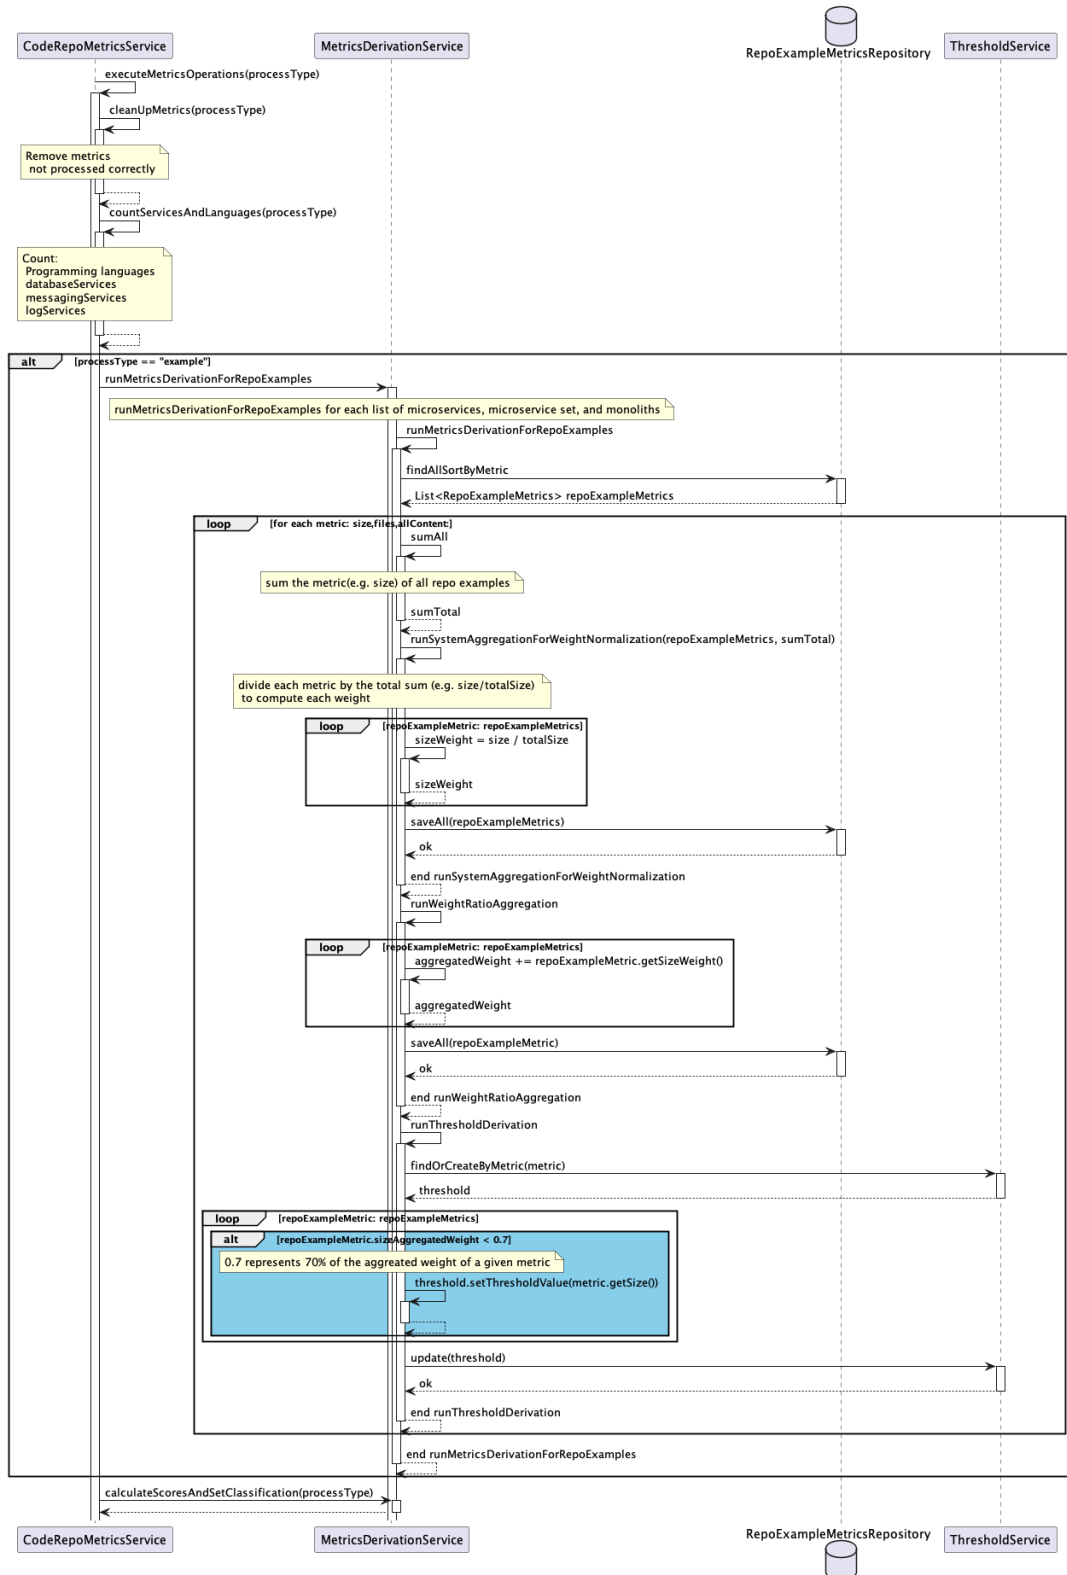 CodeRepoMetricsService
MetricsDerivationService
RepoExampleMetricsRepository
ThresholdService
executeMetricsOperations(processType)
cleanUpMetrics(processType)
Remove metrics
not processed correctly
countServicesAndLanguages(processType)
Count:
Programming languages
databaseServices
messagingServices
logServices
alt [processType == "example"]
runMetricsDerivationForRepoExamples
runMetricsDerivationForRepoExamples for each list of microservices, microservice set, and monoliths
runMetricsDerivationForRepoExamples
findAllSortByMetric
List<RepoExampleMetrics> repoExampleMetrics
loop [for each metric: size,files,allContent:]
sumAll
sum the metric(e.g. size) of all repo examples
sumTotal
runSystemAggregationForWeightNormalization(repoExampleMetrics, sumTotal)
divide each metric by the total sum (e.g. size/totalSize)
to compute each weight
loop [repoExampleMetric: repoExampleMetrics]
sizeWeight = size / totalSize
sizeWeight
saveAll(repoExampleMetrics)
ok
end runSystemAggregationForWeightNormalization
runWeightRatioAggregation
loop [repoExampleMetric: repoExampleMetrics]
aggregatedWeight += repoExampleMetric.getSizeWeight()
aggregatedWeight
saveAll(repoExampleMetric)
ok
end runWeightRatioAggregation
runThresholdDerivation
findOrCreateByMetric(metric)
threshold
loop [repoExampleMetric: repoExampleMetrics]
alt [repoExampleMetric.sizeAggregatedWeight < 0.7]
0.7 represents 70% of the aggreated weight of a given metric
threshold.setThresholdValue(metric.getSize())
update(threshold)
ok
end runThresholdDerivation
end runMetricsDerivationForRepoExamples
calculateScoresAndSetClassification(processType)
CodeRepoMetricsService
MetricsDerivationService
RepoExampleMetricsRepository
ThresholdService